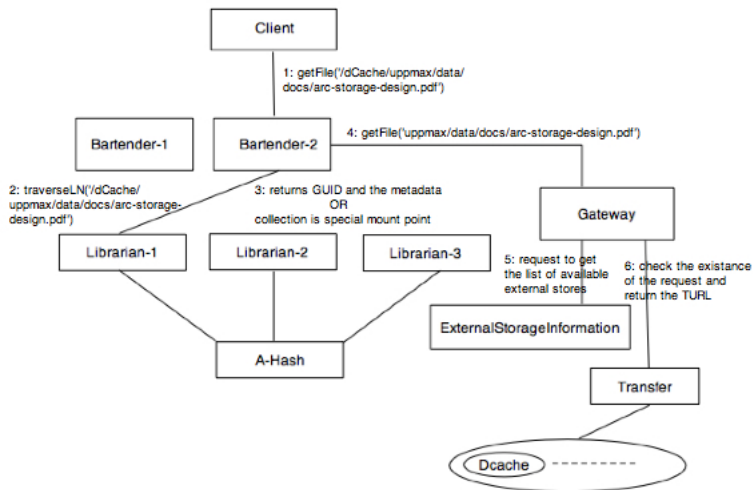 Client
1: getFile('/dCache/uppmax/data/
docs/arc-storage-design.pdf')
Bartender-1
Bartender-2
4: getFile('uppmax/data/docs/arc-storage-design.pdf')
2: traverseLN('/dCache/
uppmax/data/docs/arc-storage-
design.pdf')
3: returns GUID and the metadata
OR
collection is special mount point
Gateway
Librarian-1
Librarian-2
Librarian-3
5: request to get
the list of available
external stores
6: check the existance
of the request and
return the TURL
ExternalStorageInformation
A-Hash
Transfer
Dcache